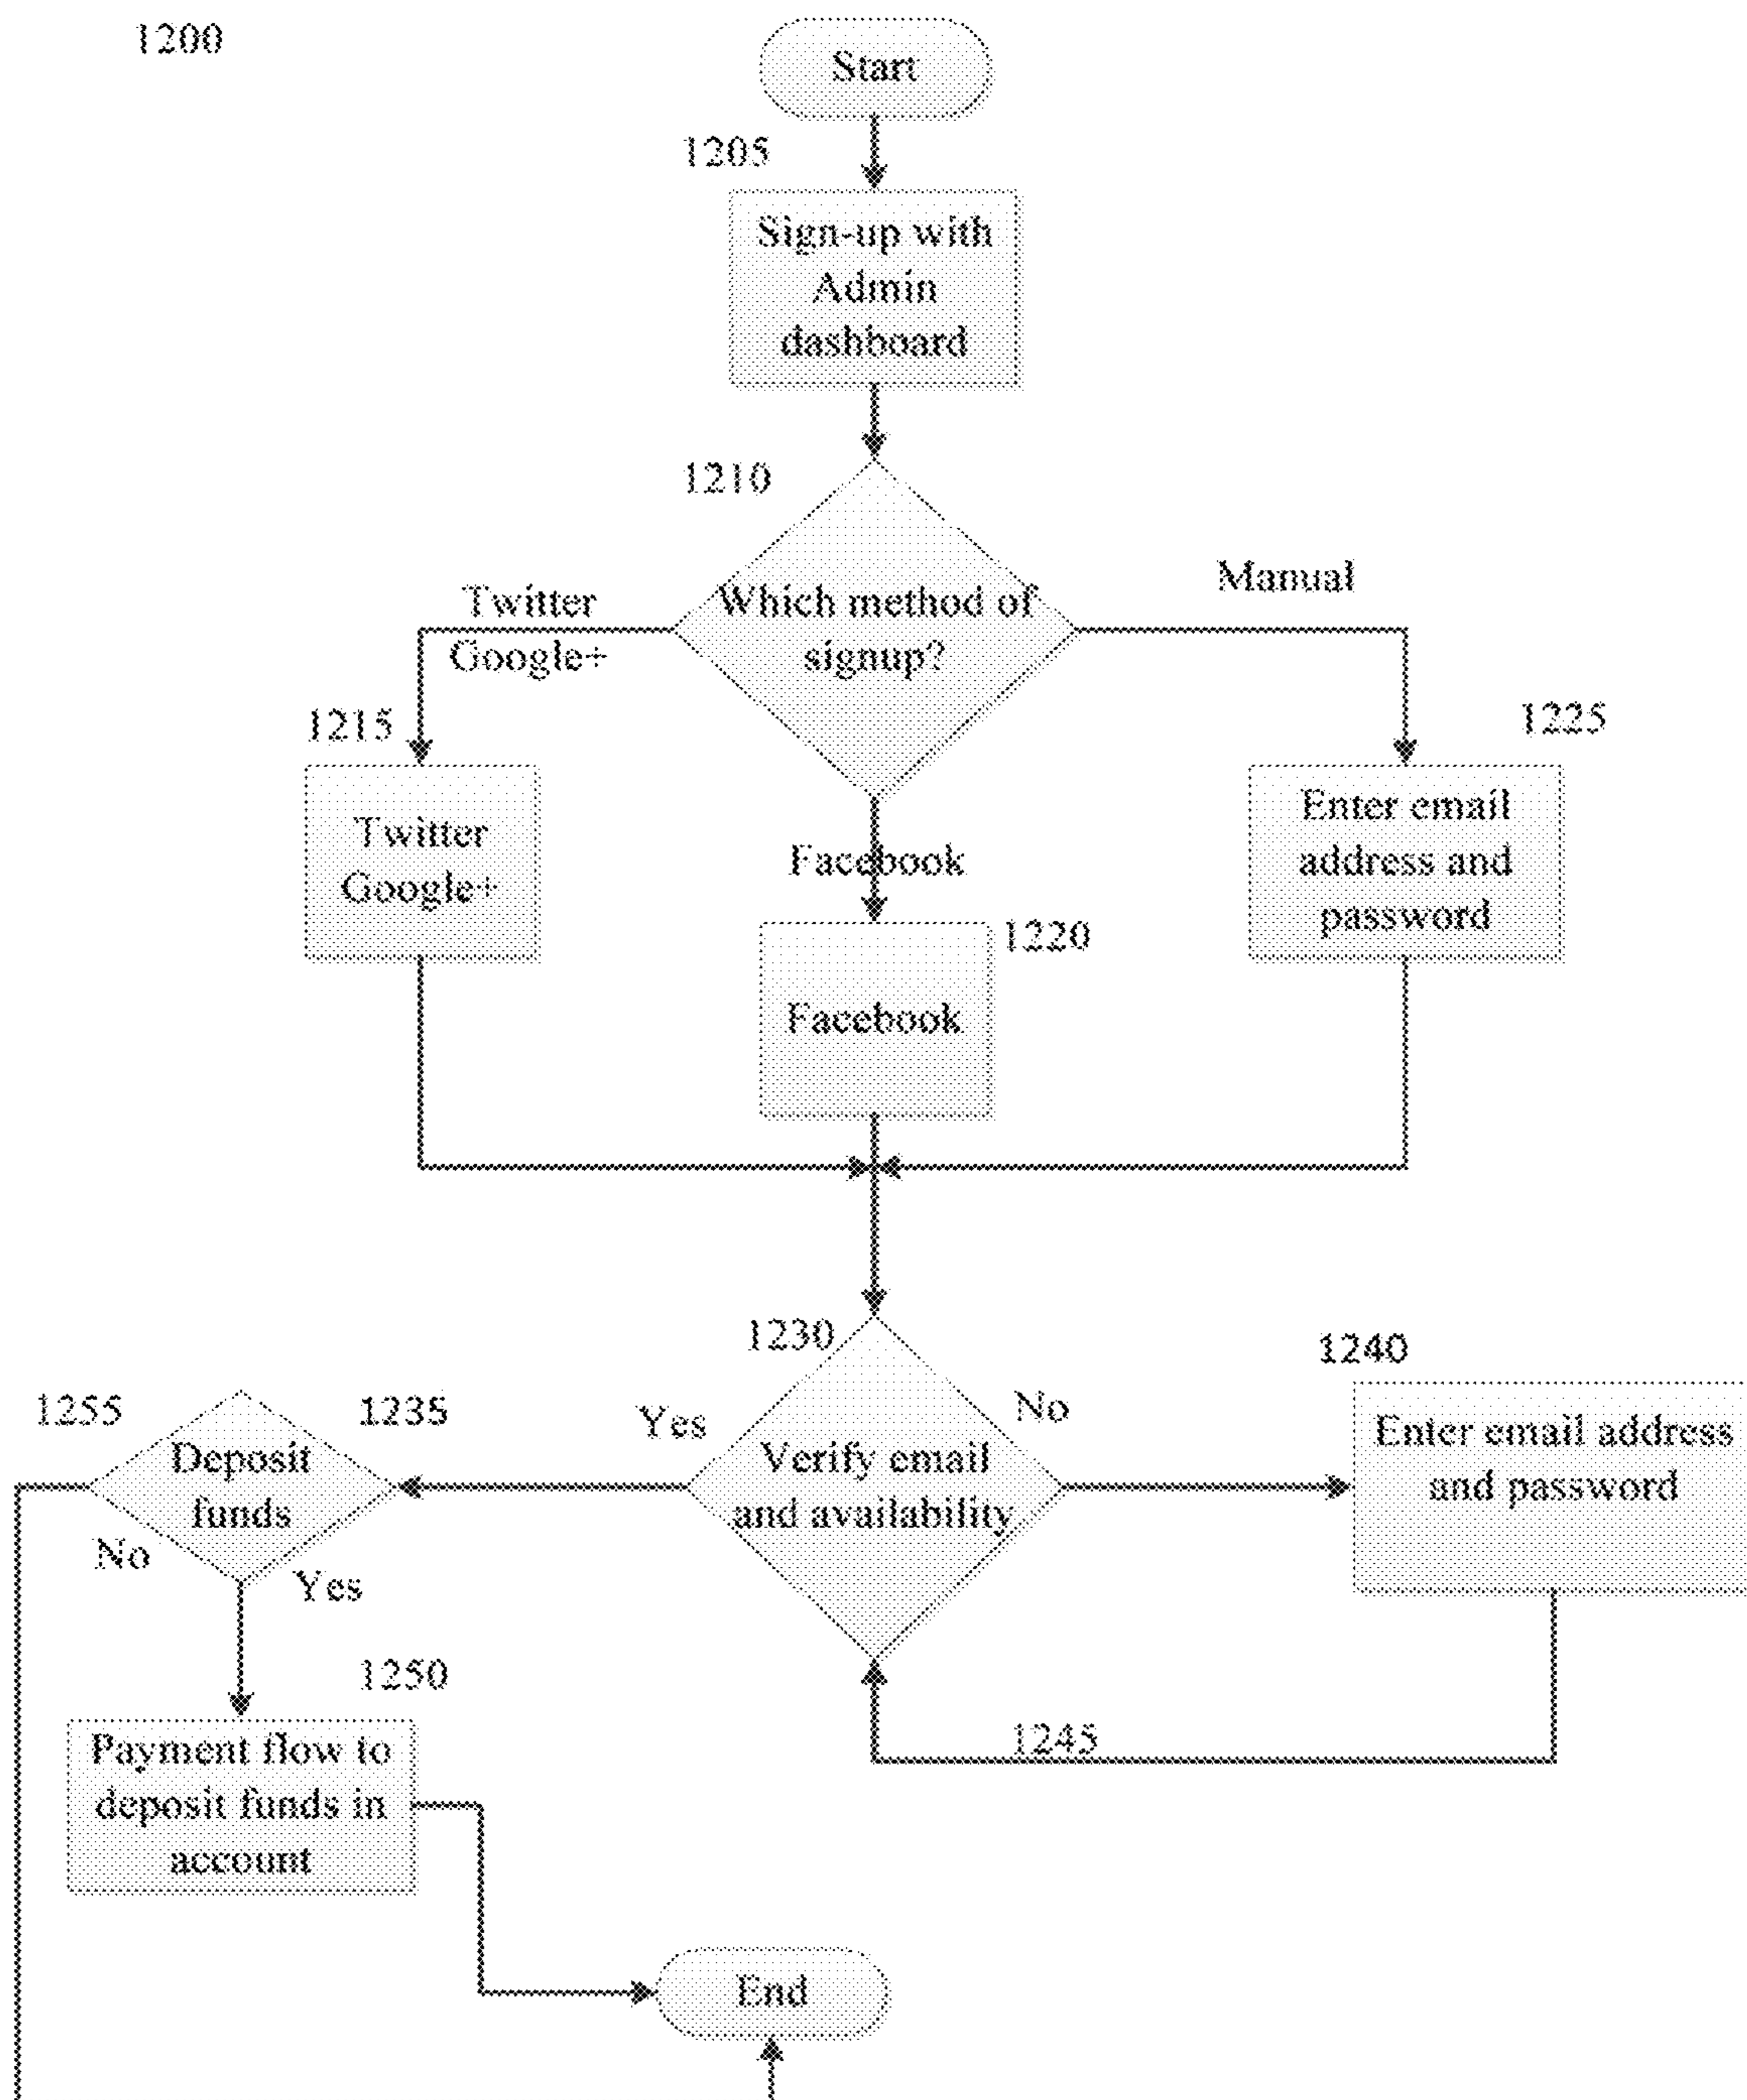 1200
Start
1205
Sign-up with
Admin
dashboard
1210
Which method of
signup?
Twitter
Google+
Manual
1215
1225
Twitter
Google+
Facebook
Enter email
address and
password
1220
Facebook
1230
1240
1255
1235
Yes
No
Deposit
funds
Verify email
and availability
Enter email address
and password
No
Yes
1250
1245
Payment flow to
deposit funds in
account
End